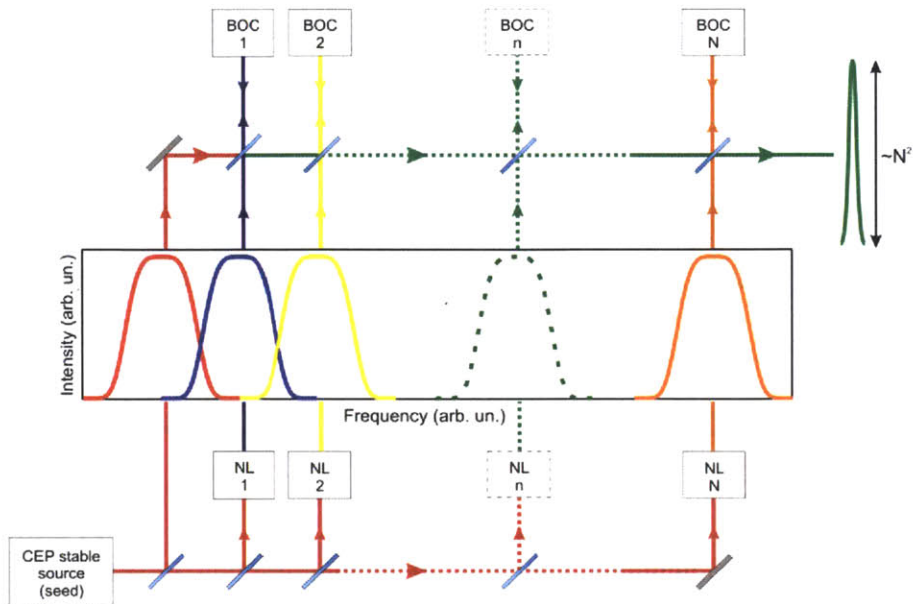 BOC
1
BOC
2
BOC
n
BOC
N
~N²
Intensity (arb. un.)
Frequency (arb. un.)
NL
1
NL
2
NL
n
NL
N
CEP stable
source
(seed)